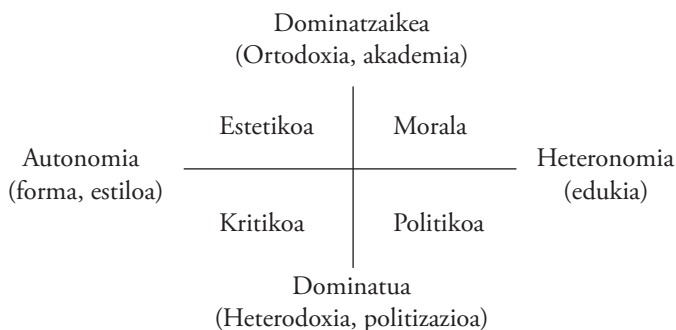 Dominatzaikea
(Ortodoxia, akademia)
Estetikoa
Morala
Autonomia
(forma, estiloa)
Heteronomia
(edukia)
Kritikoa
Politikoa
Dominatua
(Heterodoxia, politizazioa)